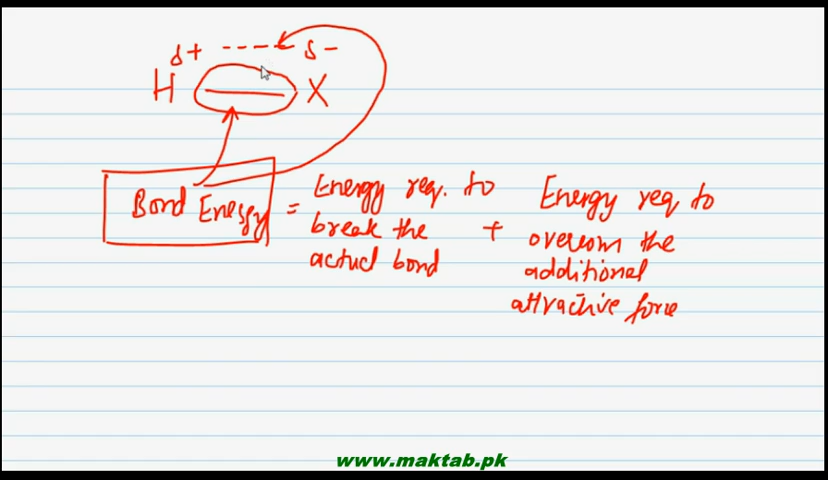 δ+ ---- δ-
H — X
Bond Energy = Energy req. to break the actual bond + Energy req to overcom the additional attractive force
www.maktab.pk